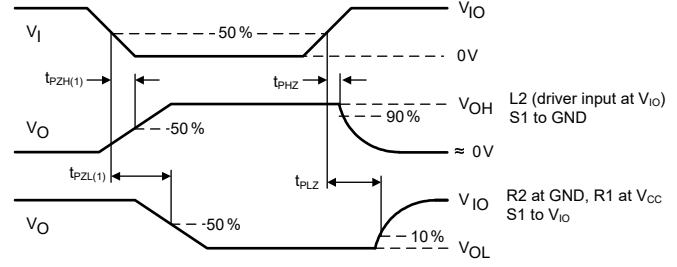 V_IO
V_I
50 %
0V
t_PZH(1)
t_PHZ
V_OH
L2 (driver input at V_IO)
S1 to GND
90 %
V_O
50 %
≈ 0V
t_PZL(1)
t_PLZ
V_IO
R2 at GND, R1 at V_CC
S1 to V_IO
V_O
50 %
10 %
V_OL